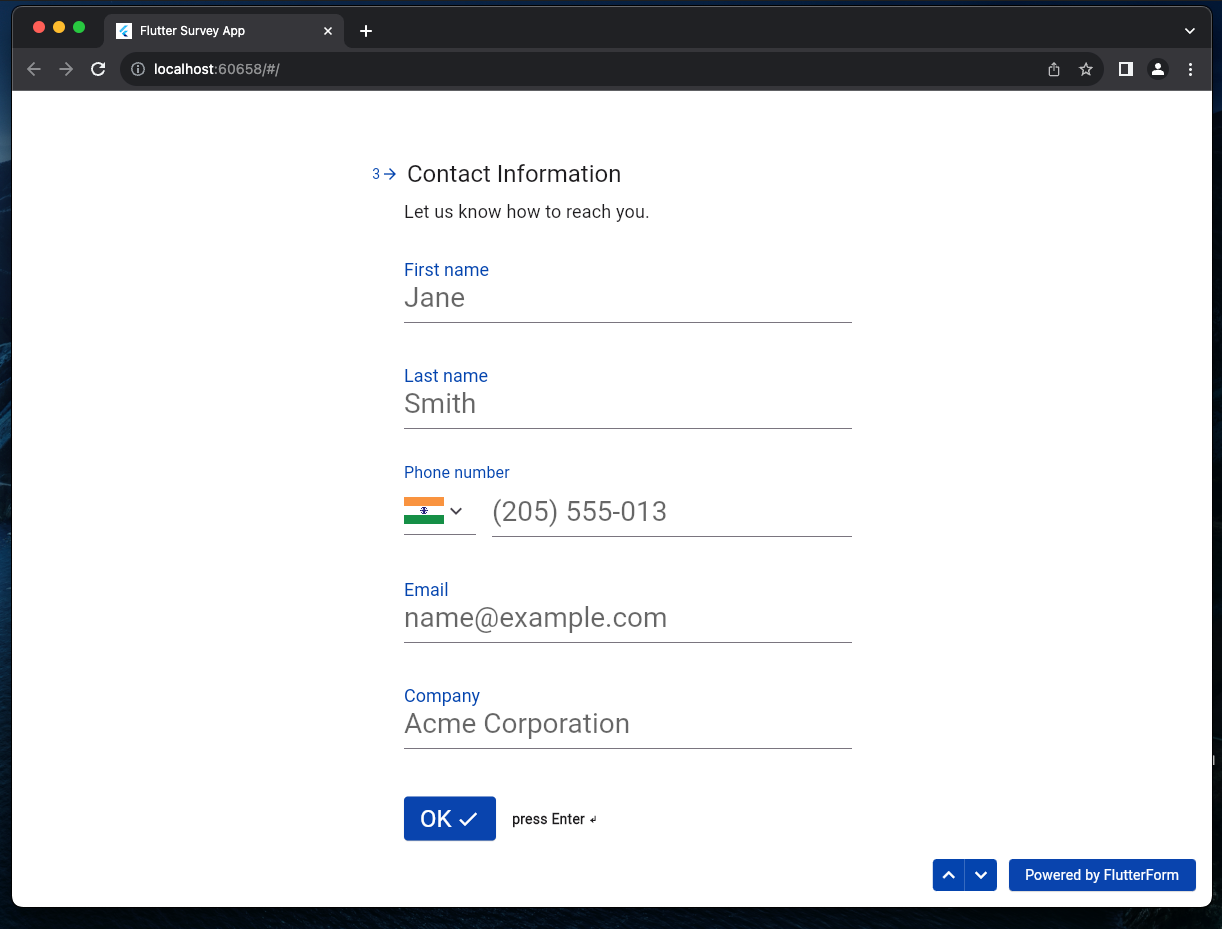 Flutter Survey App
localhost:60658/#/
3 Contact Information
Let us know how to reach you.
First name
Jane
Last name
Smith
Phone number
(205) 555-013
Email
name@example.com
Company
Acme Corporation
OK
press Enter ↲
Powered by FlutterForm